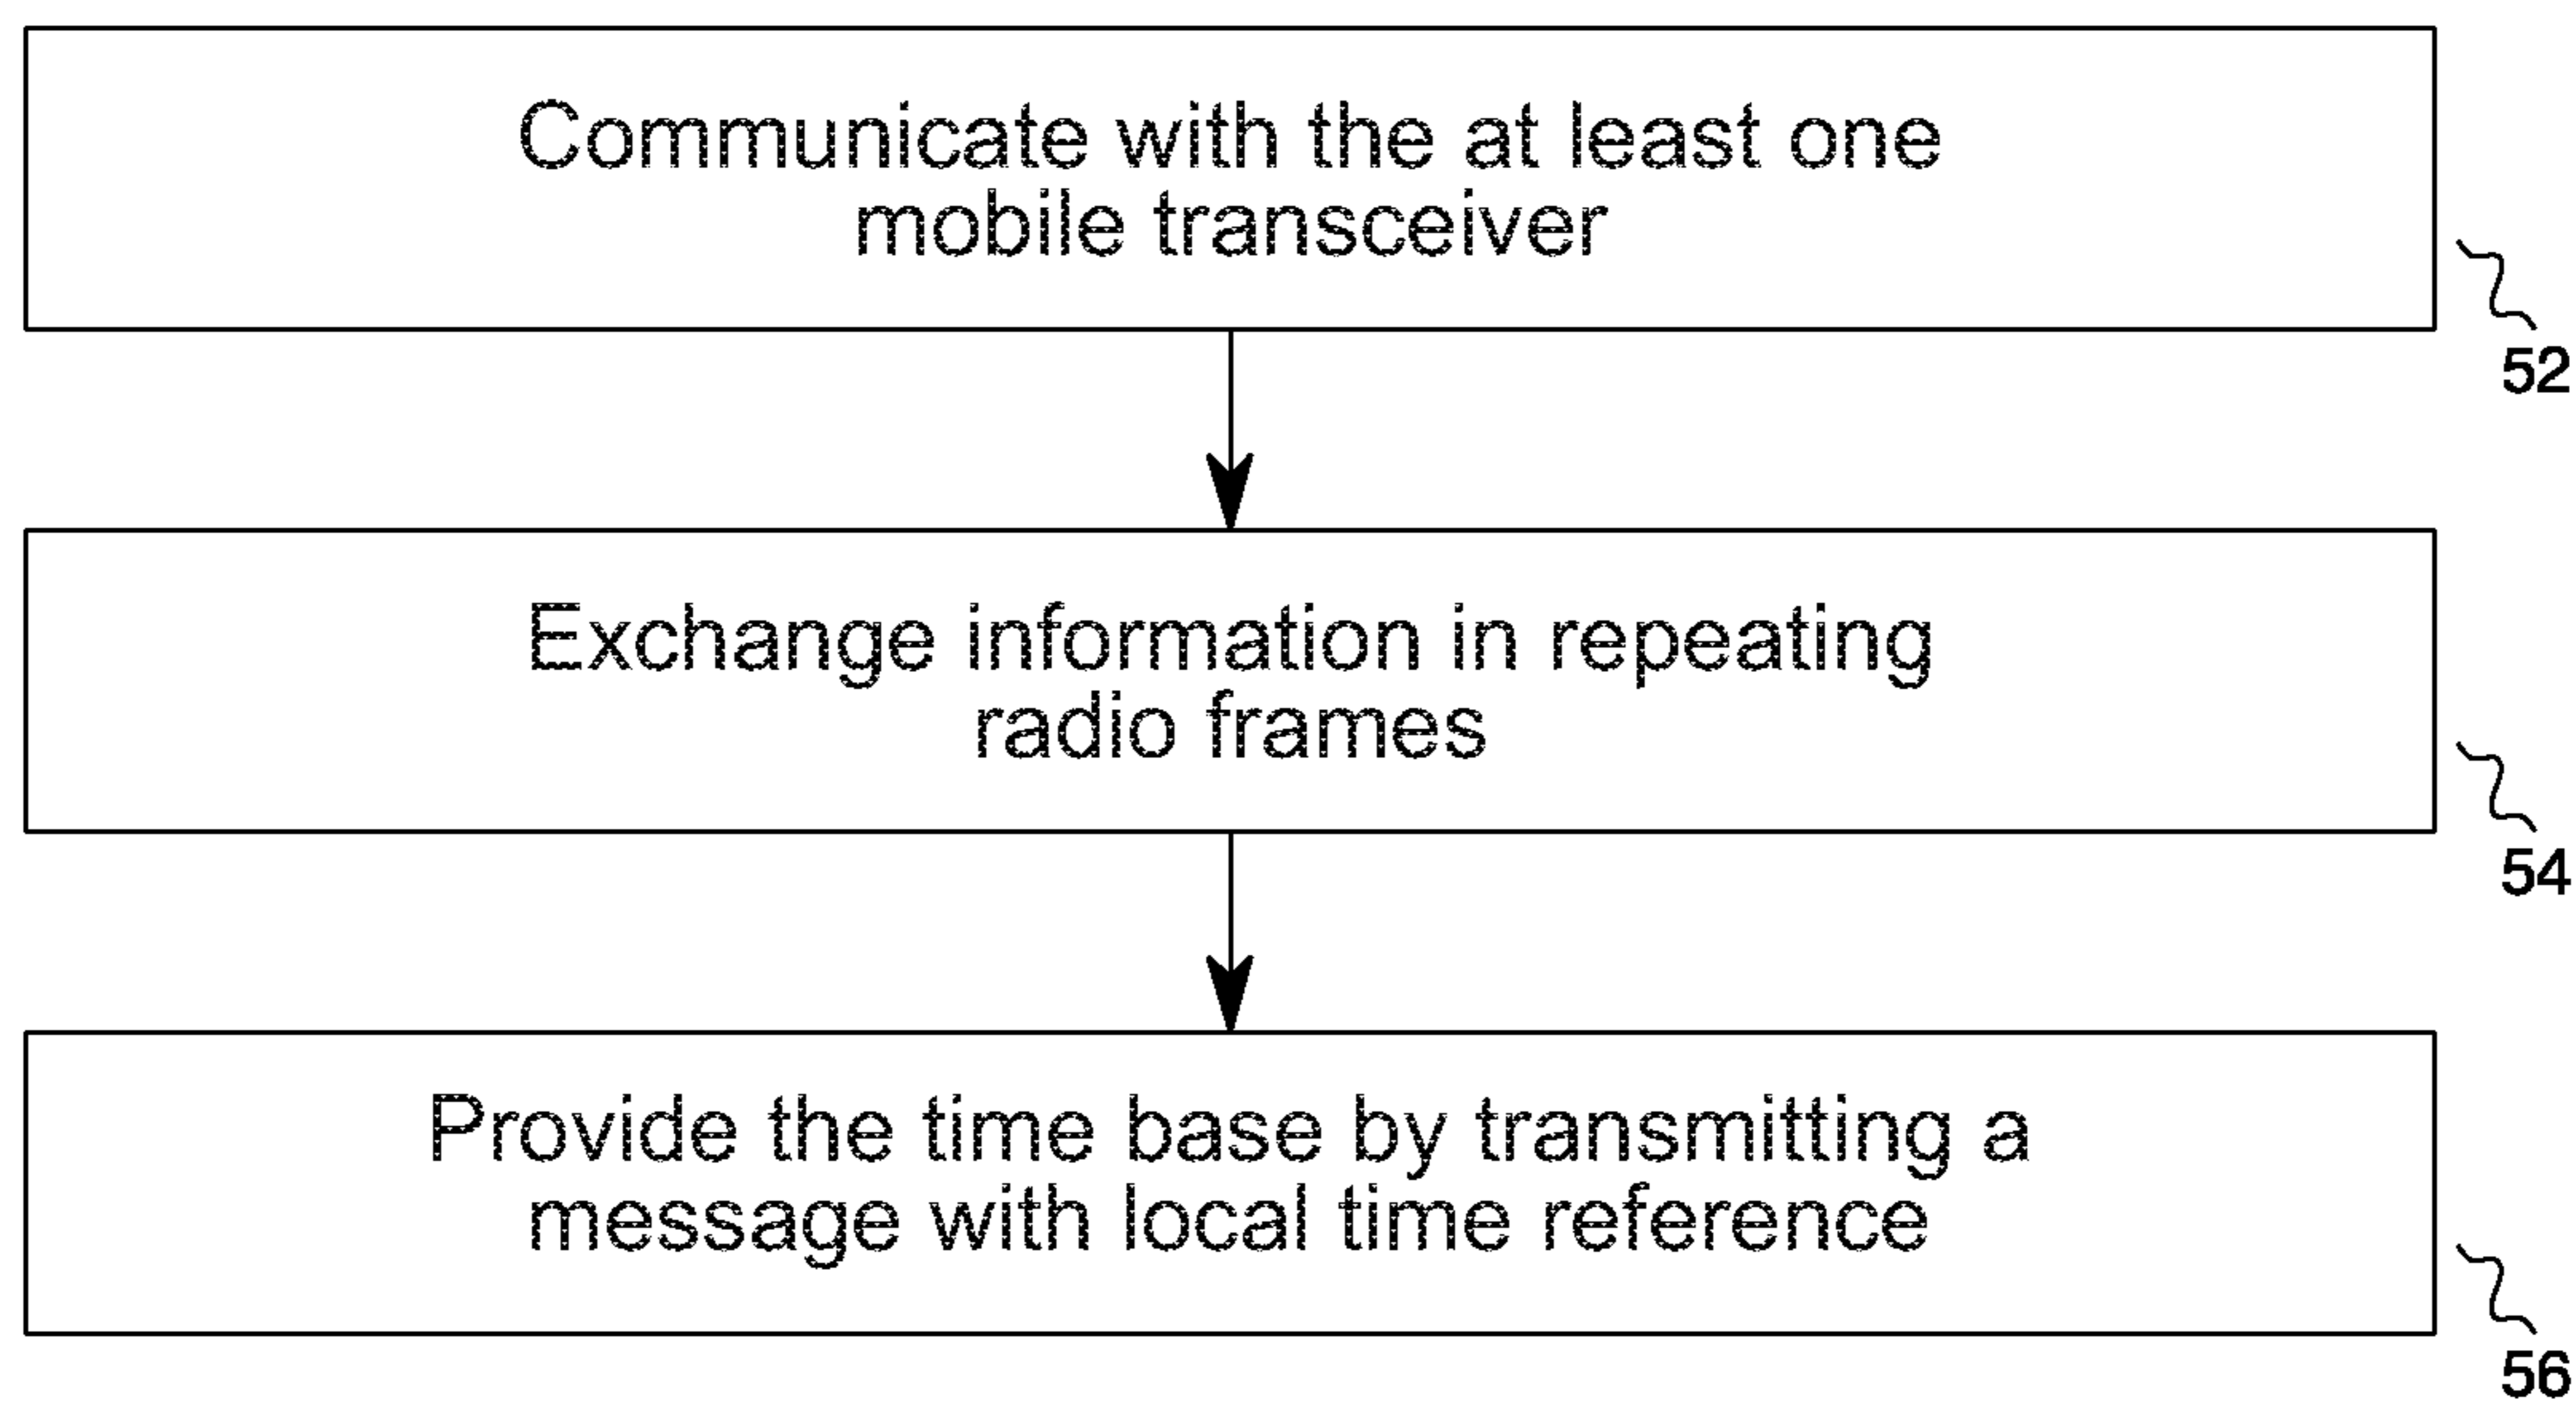 Communicate with the at least one
mobile transceiver
52
Exchange information in repeating
radio frames
54
Provide the time base by transmitting a
message with local time reference
56